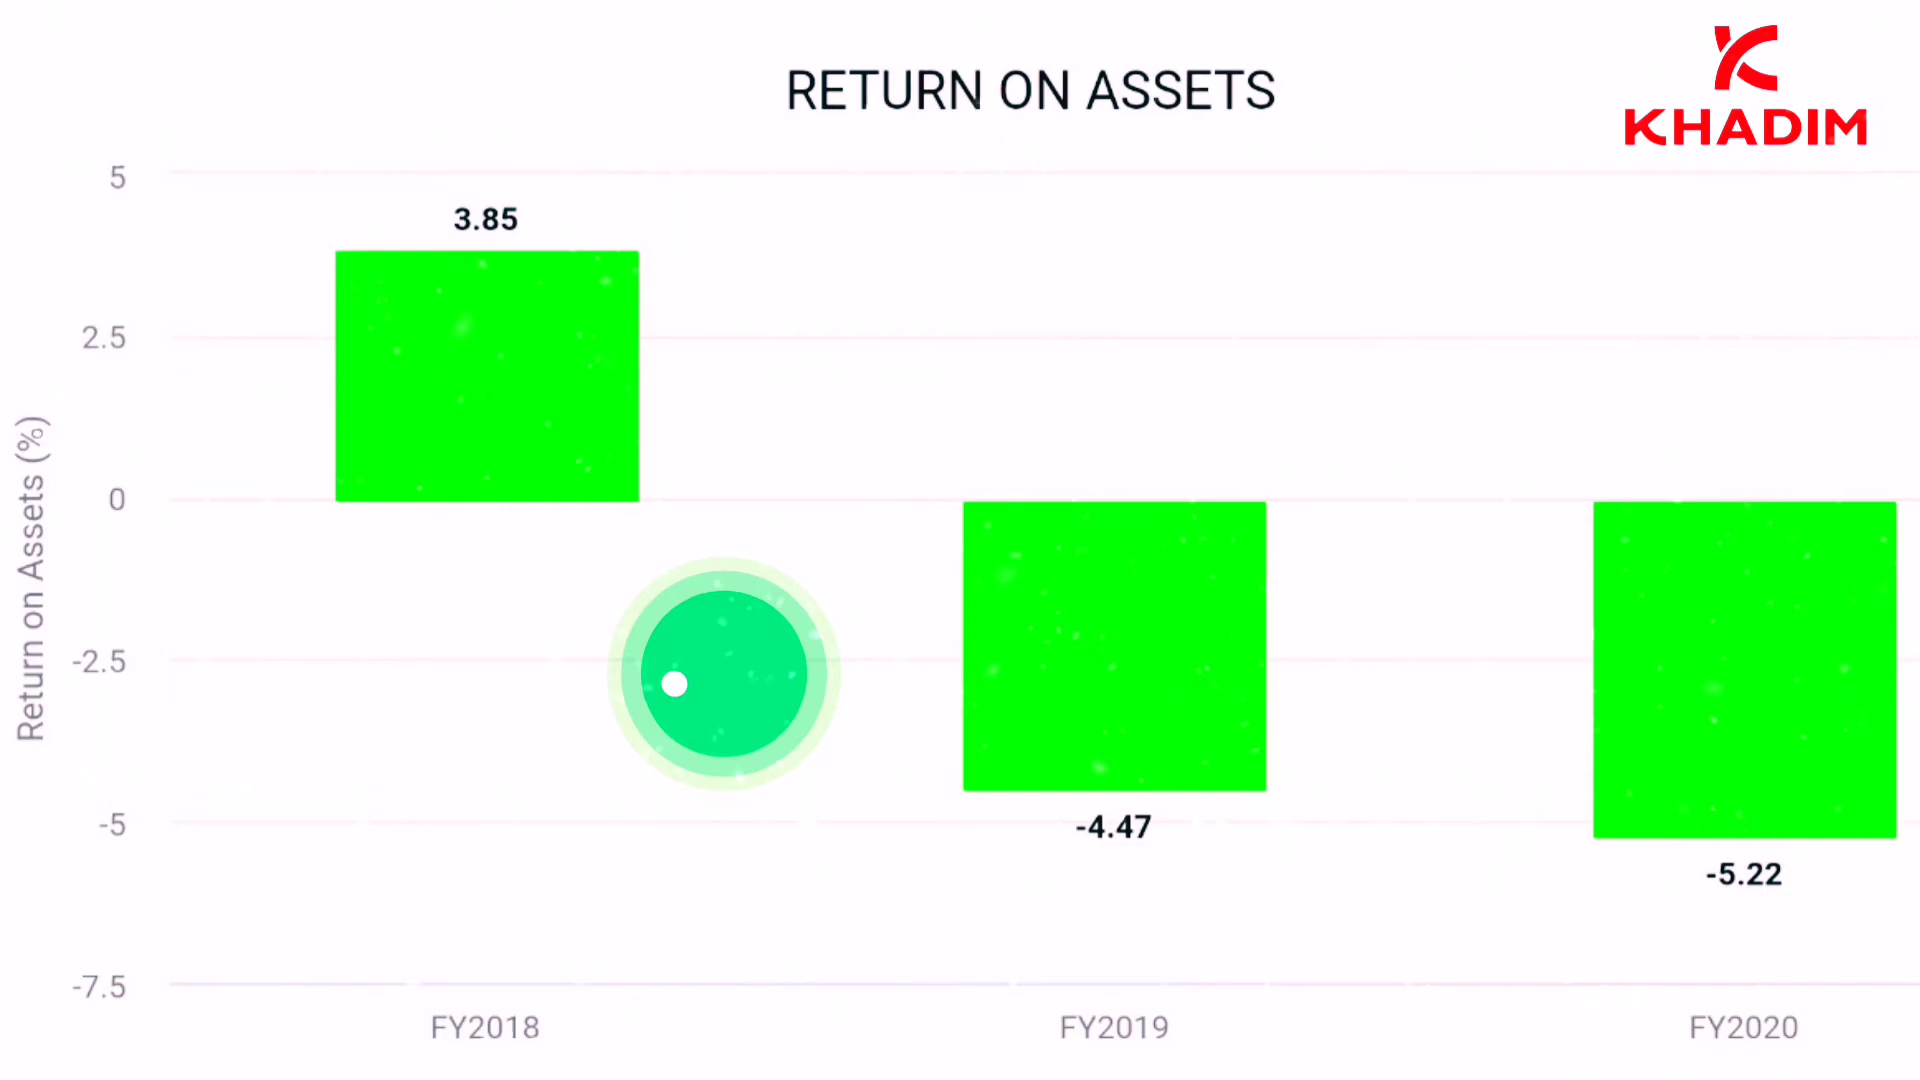 RETURN ON ASSETS
KHADIM
5
3.85
2.5
Return on Assets (%)
0
-2.5
-5
-4.47
-5.22
-7.5
FY2018
FY2019
FY2020